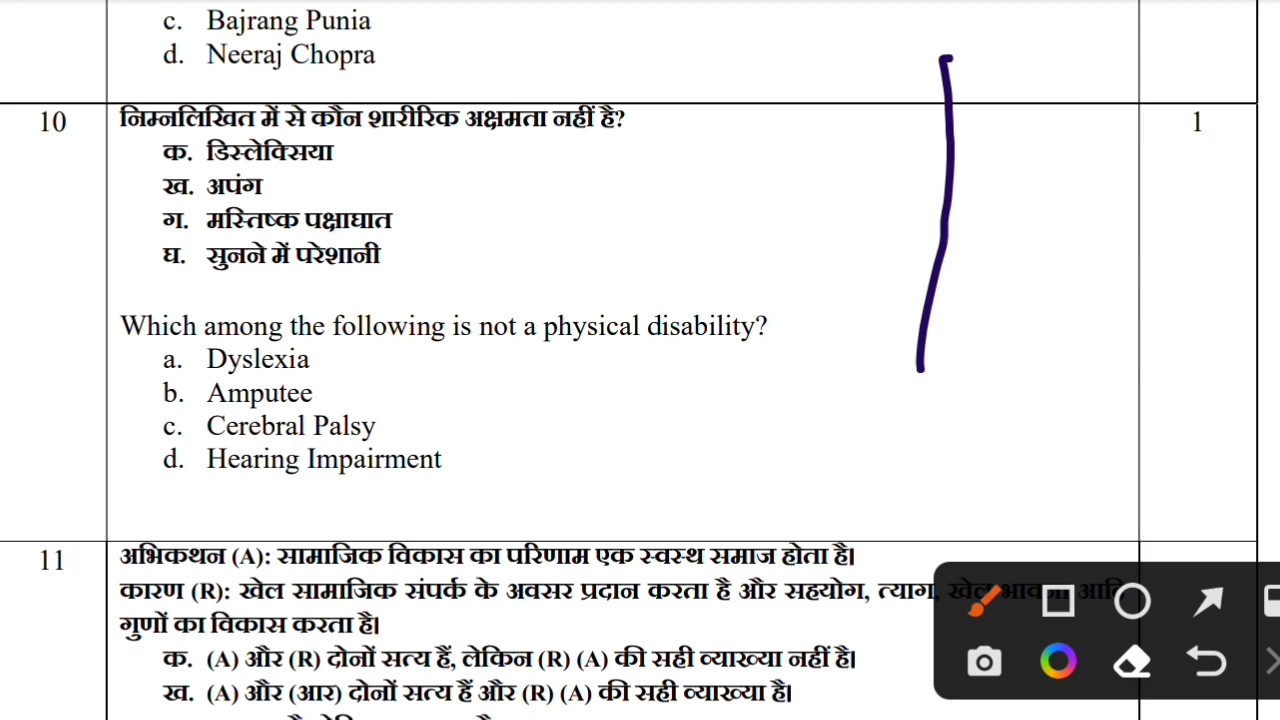 c. Bajrang Punia
d. Neeraj Chopra
10 निम्नलिखित में से कौन शारीरिक अक्षमता नहीं है? 1
क. डिस्लेक्सिया
ख. अपंग
ग. मस्तिष्क पक्षाघात
घ. सुनने में परेशानी
Which among the following is not a physical disability?
a. Dyslexia
b. Amputee
c. Cerebral Palsy
d. Hearing Impairment
11 अभिकथन (A): सामाजिक विकास का परिणाम एक स्वस्थ समाज होता है।
कारण (R): खेल सामाजिक संपर्क के अवसर प्रदान करता है और सहयोग, त्याग, खेल भावना आदि
गुणों का विकास करता है।
क. (A) और (R) दोनों सत्य हैं, लेकिन (R) (A) की सही व्याख्या नहीं है।
ख. (A) और (आर) दोनों सत्य हैं और (R) (A) की सही व्याख्या है।